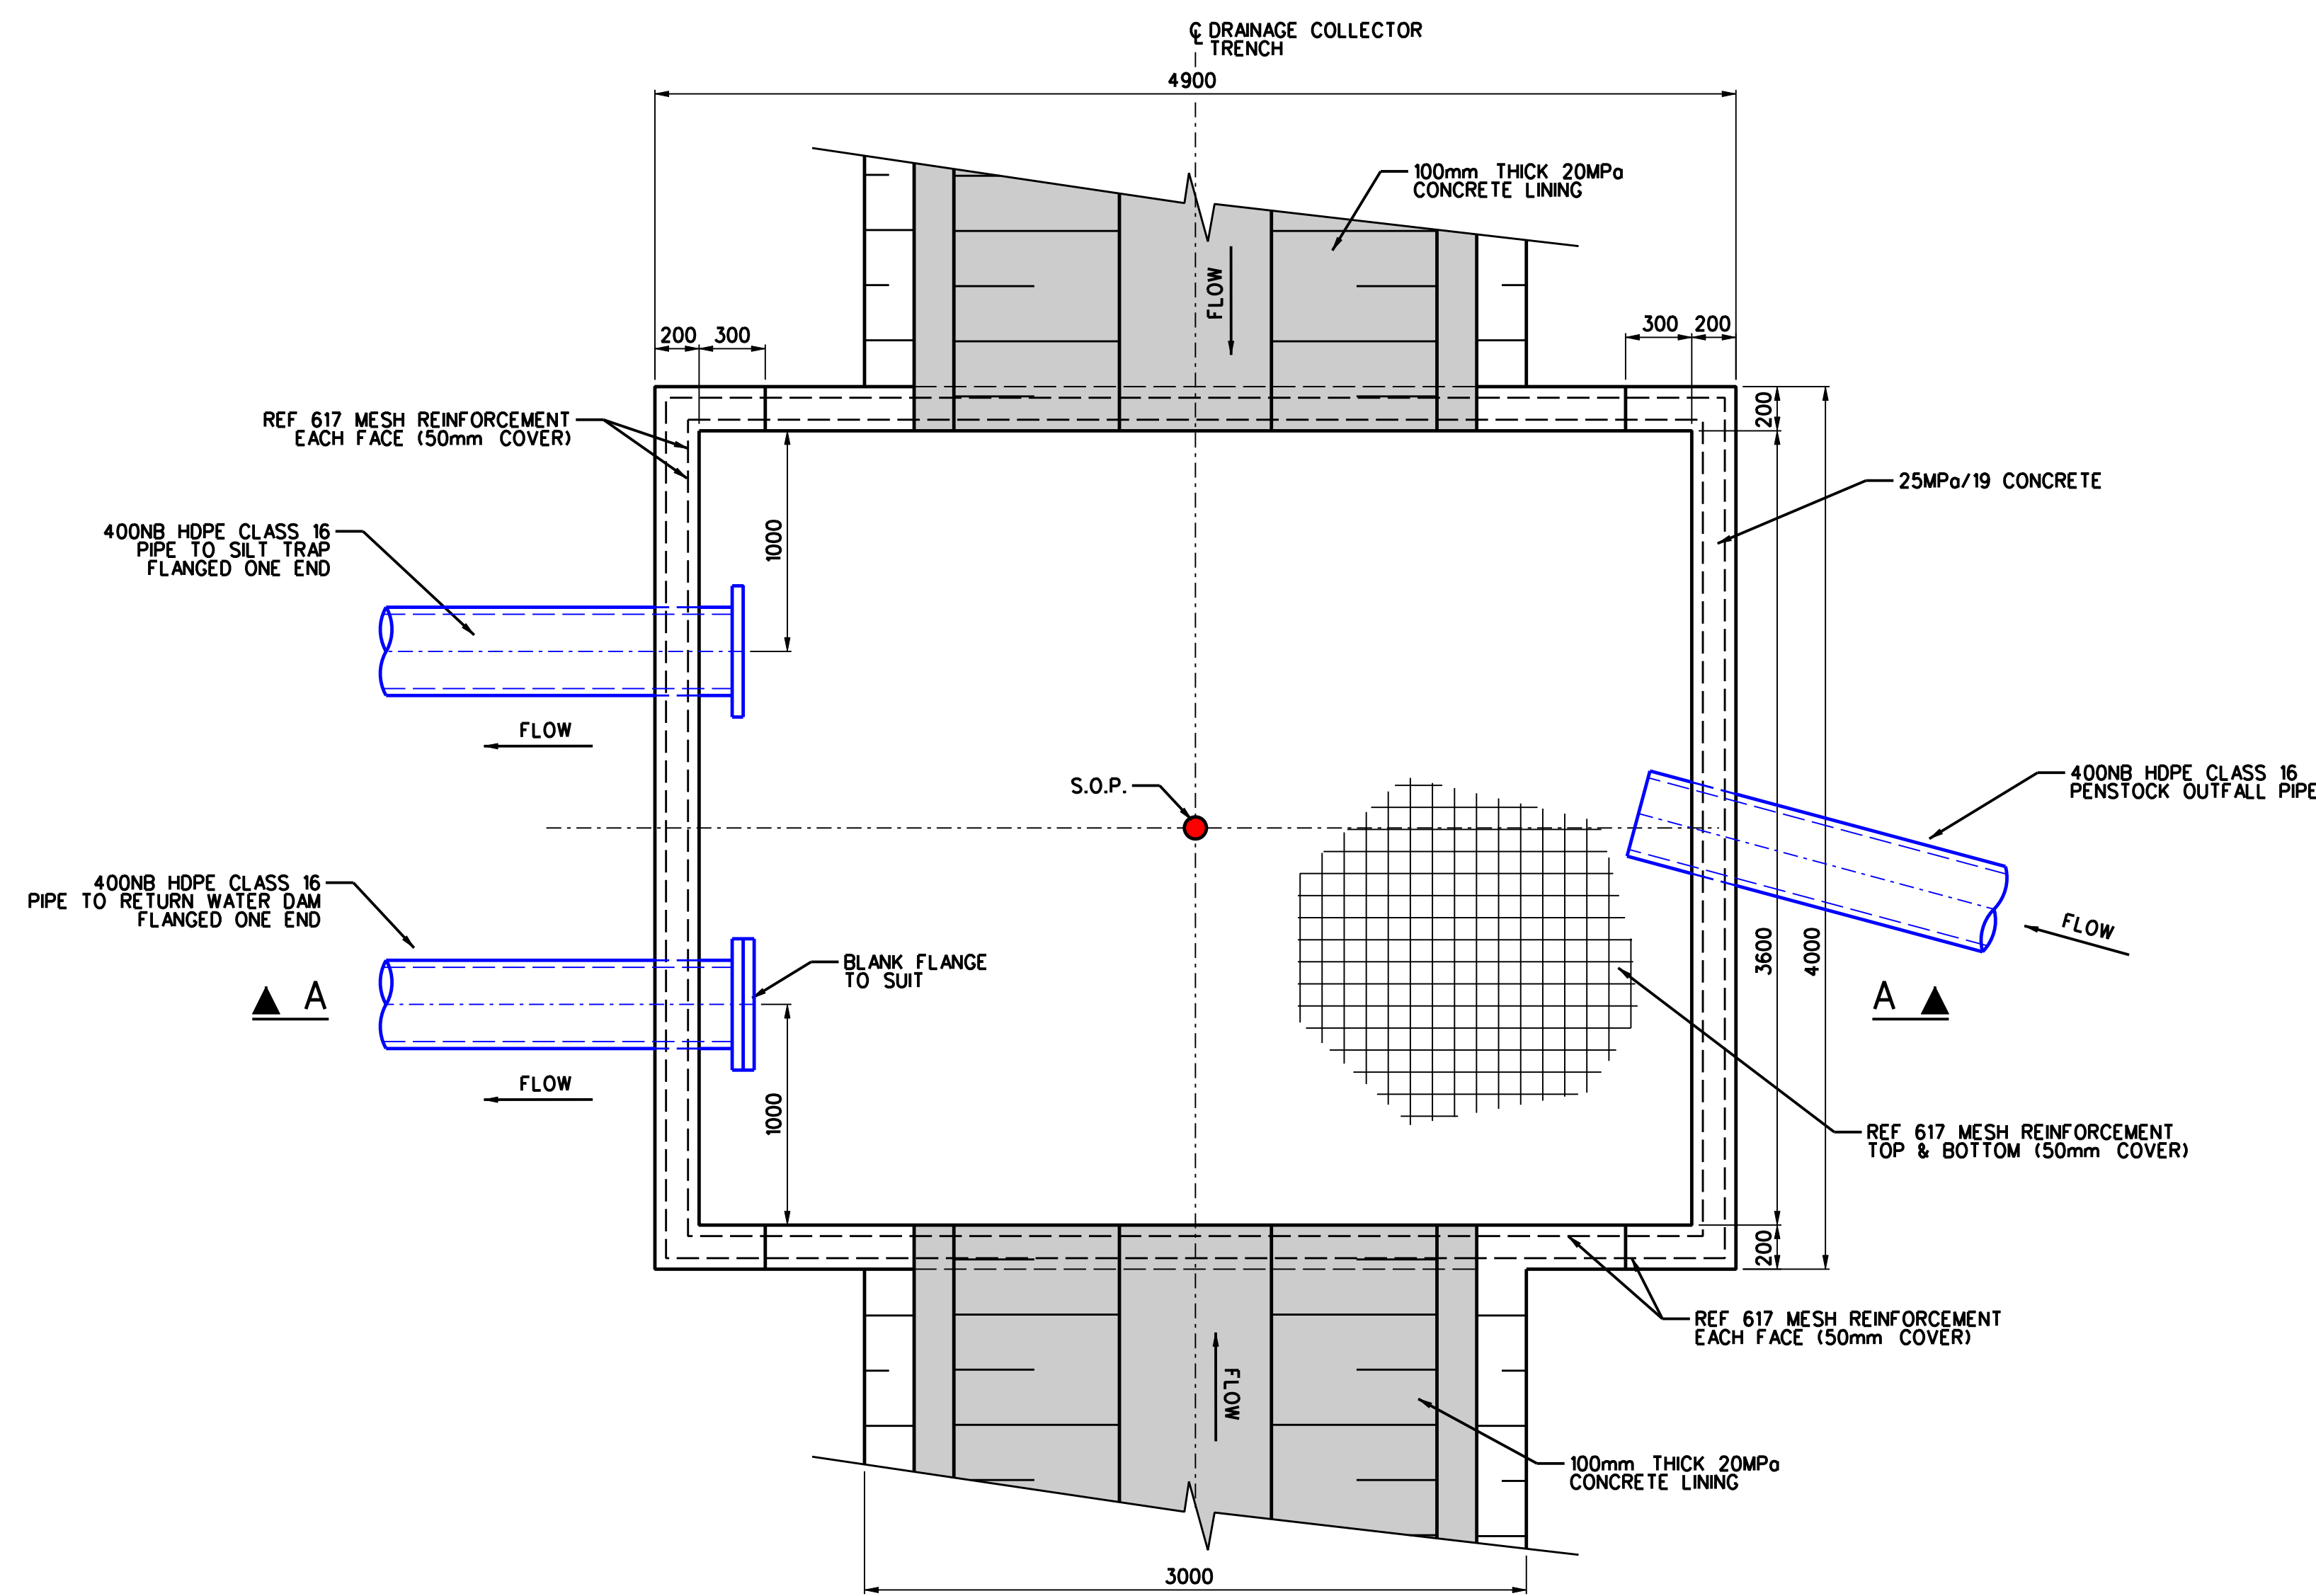 ℄ DRAINAGE COLLECTOR
TRENCH
4900
100mm THICK 20MPa
CONCRETE LINING
FLOW
200 300
300 200
200
REF 617 MESH REINFORCEMENT
EACH FACE (50mm COVER)
25MPa/19 CONCRETE
400NB HDPE CLASS 16
PIPE TO SILT TRAP
FLANGED ONE END
1000
FLOW
S.O.P.
400NB HDPE CLASS 16
PENSTOCK OUTFALL PIPE
FLOW
400NB HDPE CLASS 16
PIPE TO RETURN WATER DAM
FLANGED ONE END
BLANK FLANGE
TO SUIT
3600
4000
A
A
FLOW
1000
REF 617 MESH REINFORCEMENT
TOP & BOTTOM (50mm COVER)
200
REF 617 MESH REINFORCEMENT
EACH FACE (50mm COVER)
FLOW
100mm THICK 20MPa
CONCRETE LINING
3000